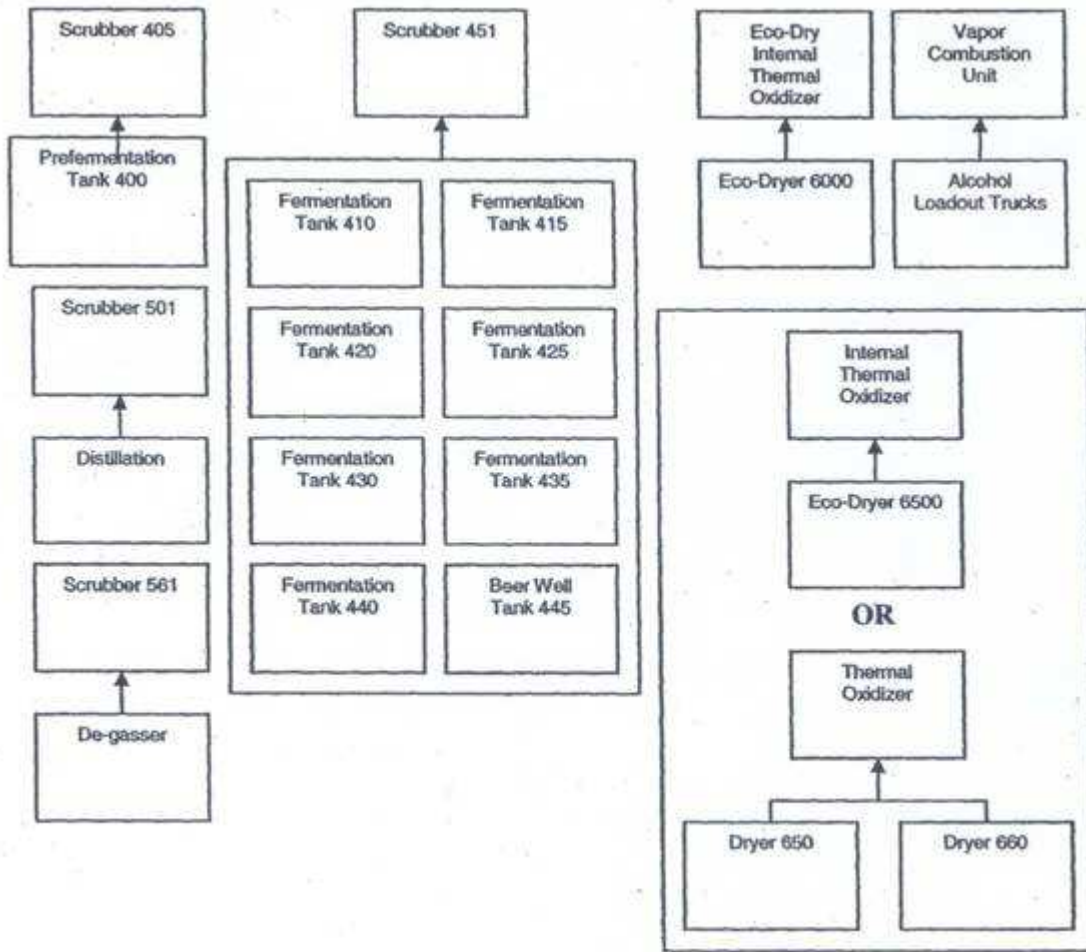 Scrubber 405
Prefermentation
Tank 400
Scrubber 501
Distillation
Scrubber 561
De-gasser
Scrubber 451
Fermentation
Tank 410
Fermentation
Tank 415
Fermentation
Tank 420
Fermentation
Tank 425
Fermentation
Tank 430
Fermentation
Tank 435
Fermentation
Tank 440
Beer Well
Tank 445
Eco-Dry
Internal
Thermal
Oxidizer
Vapor
Combustion
Unit
Eco-Dryer 6000
Alcohol
Loadout Trucks
Internal
Thermal
Oxidizer
Eco-Dryer 6500
OR
Thermal
Oxidizer
Dryer 650
Dryer 660